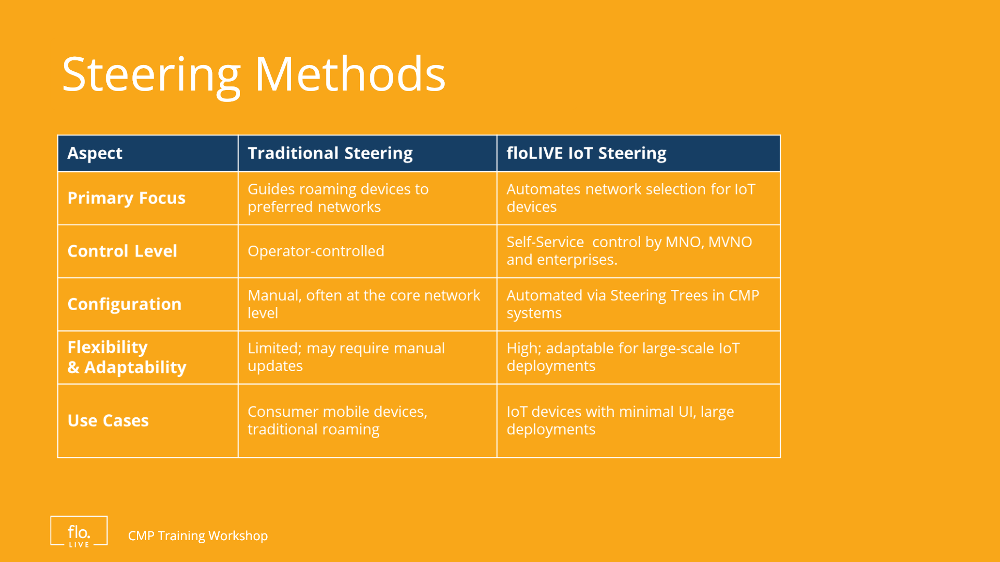 Steering Methods
Aspect
Traditional Steering
floLIVE IoT Steering
Primary Focus
Guides roaming devices to
preferred networks
Automates network selection for IoT
devices
Control Level
Operator-controlled
Self-Service  control by MNO, MVNO
and enterprises.
Configuration
Manual, often at the core network
level
Automated via Steering Trees in CMP
systems
Flexibility
& Adaptability
Limited; may require manual
updates
High; adaptable for large-scale IoT
deployments
Use Cases
Consumer mobile devices,
traditional roaming
IoT devices with minimal UI, large
deployments
flo.
LIVE
CMP Training Workshop